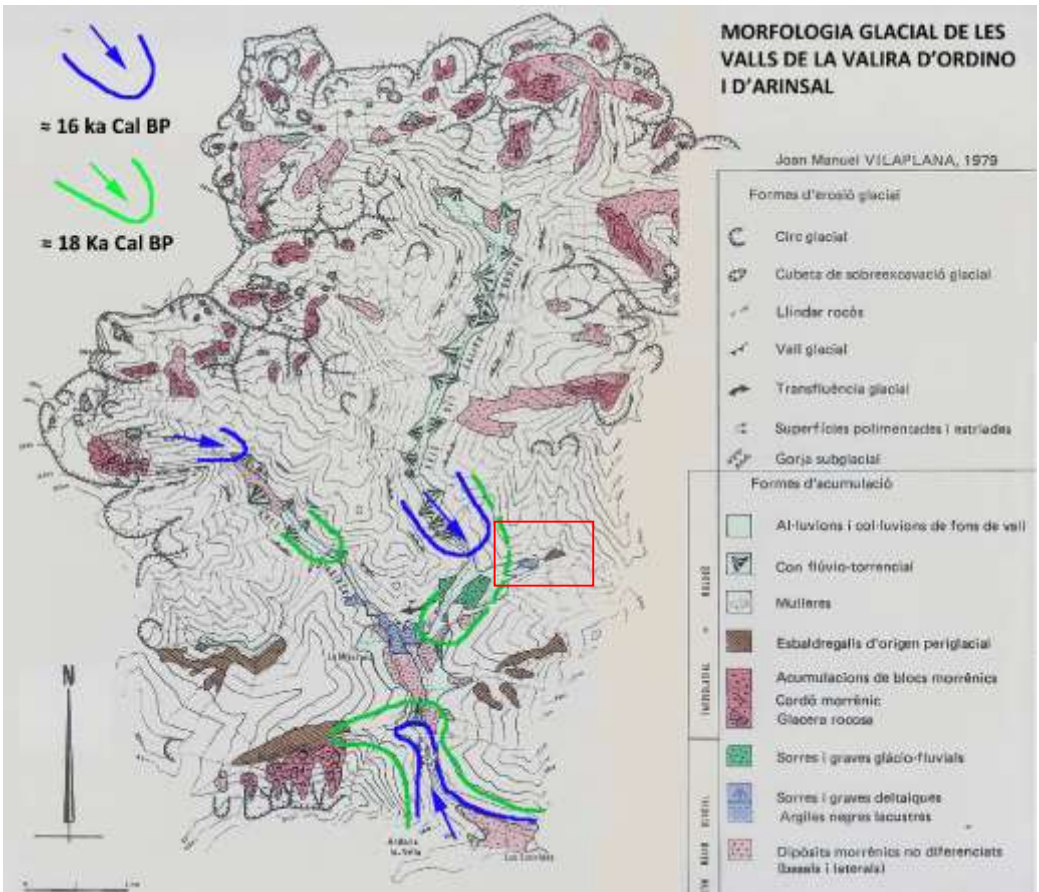 MORFOLOGIA GLACIAL DE LES
VALLS DE LA VALIRA D'ORDINO
I D'ARINSAL
≈ 16 ka Cal BP
≈ 18 Ka Cal BP
Joan Manuel VILAPLANA, 1979
Formes d'erosió glacial
Circ glacial
Cubeta de sobreexcavació glacial
Llindar rocós
Vall glacial
Transfluència glacial
Superfícies polimentades i estriades
Gorja subglacial
Formes d'acumulació
Al·luvions i col·luvions de fons de vall
Con flúvio-torrencial
Mulleres
Esbaldregalls d'origen periglacial
Acumulacions de blocs morrènics
Cordó morrènic
Glacera rocosa
Sorres i graves glàcio-fluvials
Sorres i graves deltaiques
Argiles negres lacustres
Dipòsits morrènics no diferenciats
(basals i laterals)
N